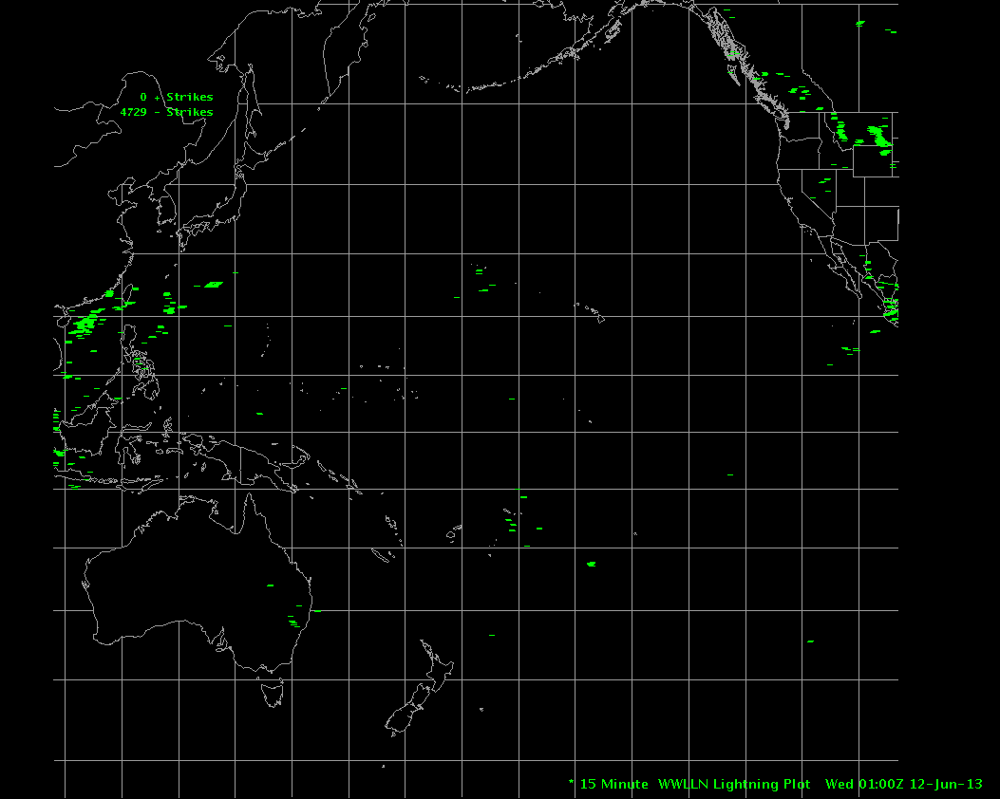 0 + Strikes
4729 - Strikes
* 15 Minute WWLLN Lightning Plot Wed 01:00Z 12-Jun-13